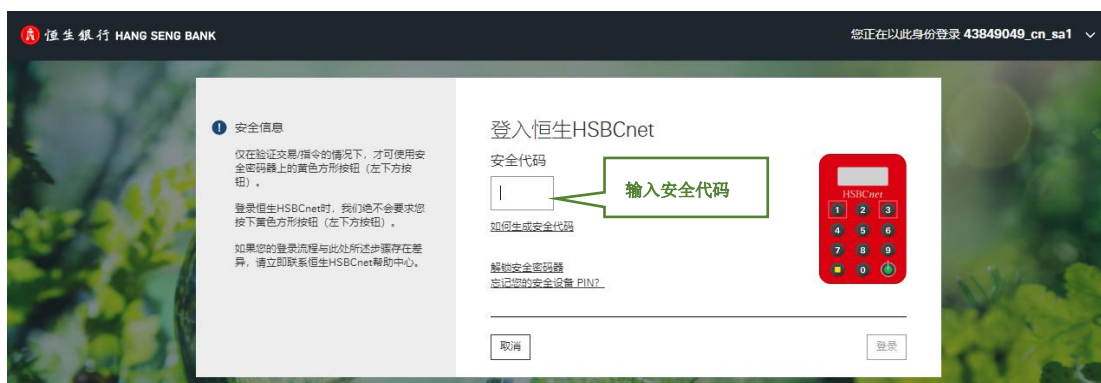 恒生銀行 HANG SENG BANK
您正在以此身份登录 43849049_cn_sa1
安全信息
仅在验证交易/指令的情况下，才可使用安
全密码器上的黄色方形按钮（左下方按
钮）。
登录恒生HSBCnet时，我们绝不会要求您
按下黄色方形按钮（左下方按钮）。
如果您的登录流程与此处所述步骤存在差
异，请立即联系恒生HSBCnet帮助中心。
登入恒生HSBCnet
安全代码
输入安全代码
如何生成安全代码
解锁安全密码器
忘记您的安全设备 PIN？
HSBCnet
1 2 3
4 5 6
7 8 9
0
取消
登录